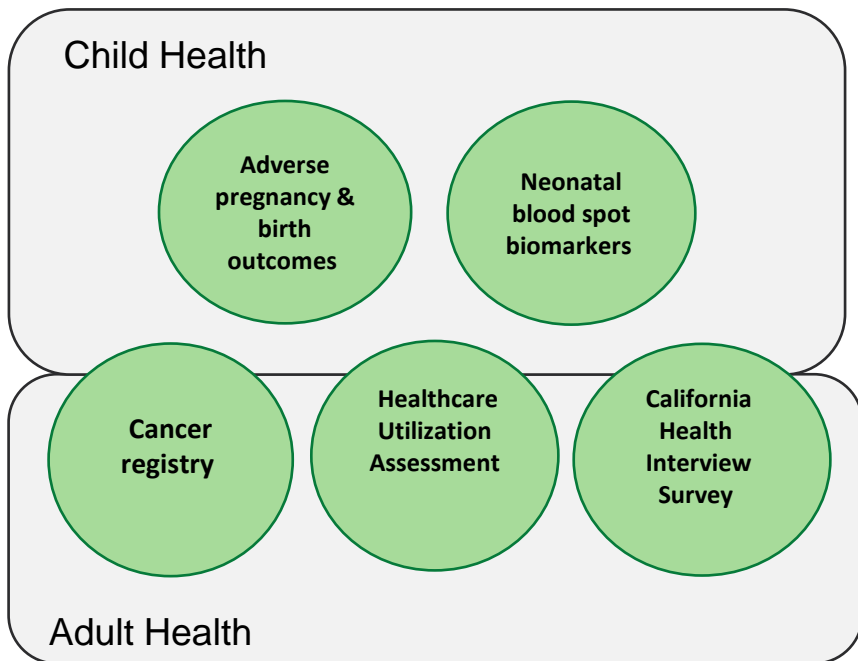 Child Health
Adverse
pregnancy &
birth
outcomes
Neonatal
blood spot
biomarkers
Cancer
registry
Healthcare
Utilization
Assessment
California
Health
Interview
Survey
Adult Health